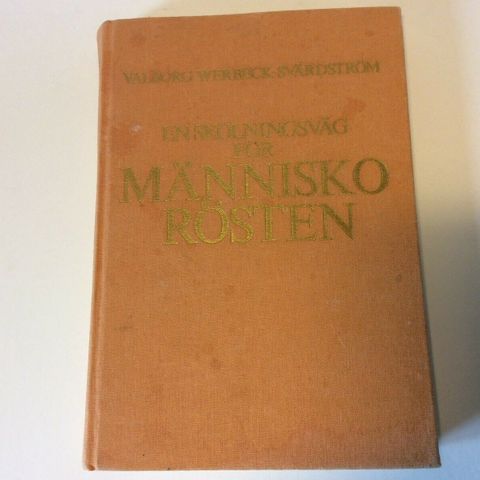 VALBORG WERBECK-SVÄRDSTRÖM
EN SKOLNINGSVÄG
FÖR
MÄNNISKO
RÖSTEN